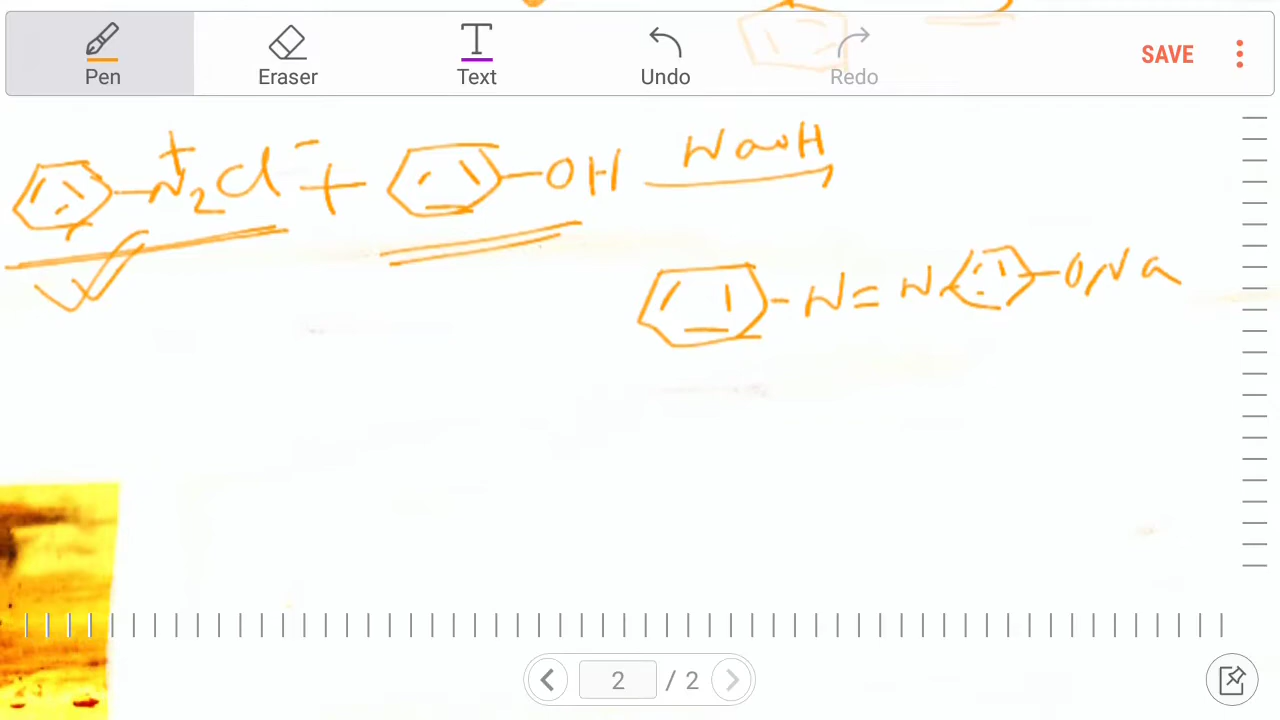 Pen Eraser Text Undo Redo SAVE
N₂⁺Cl⁻ + OH NaOH
N=N ONa
2 / 2